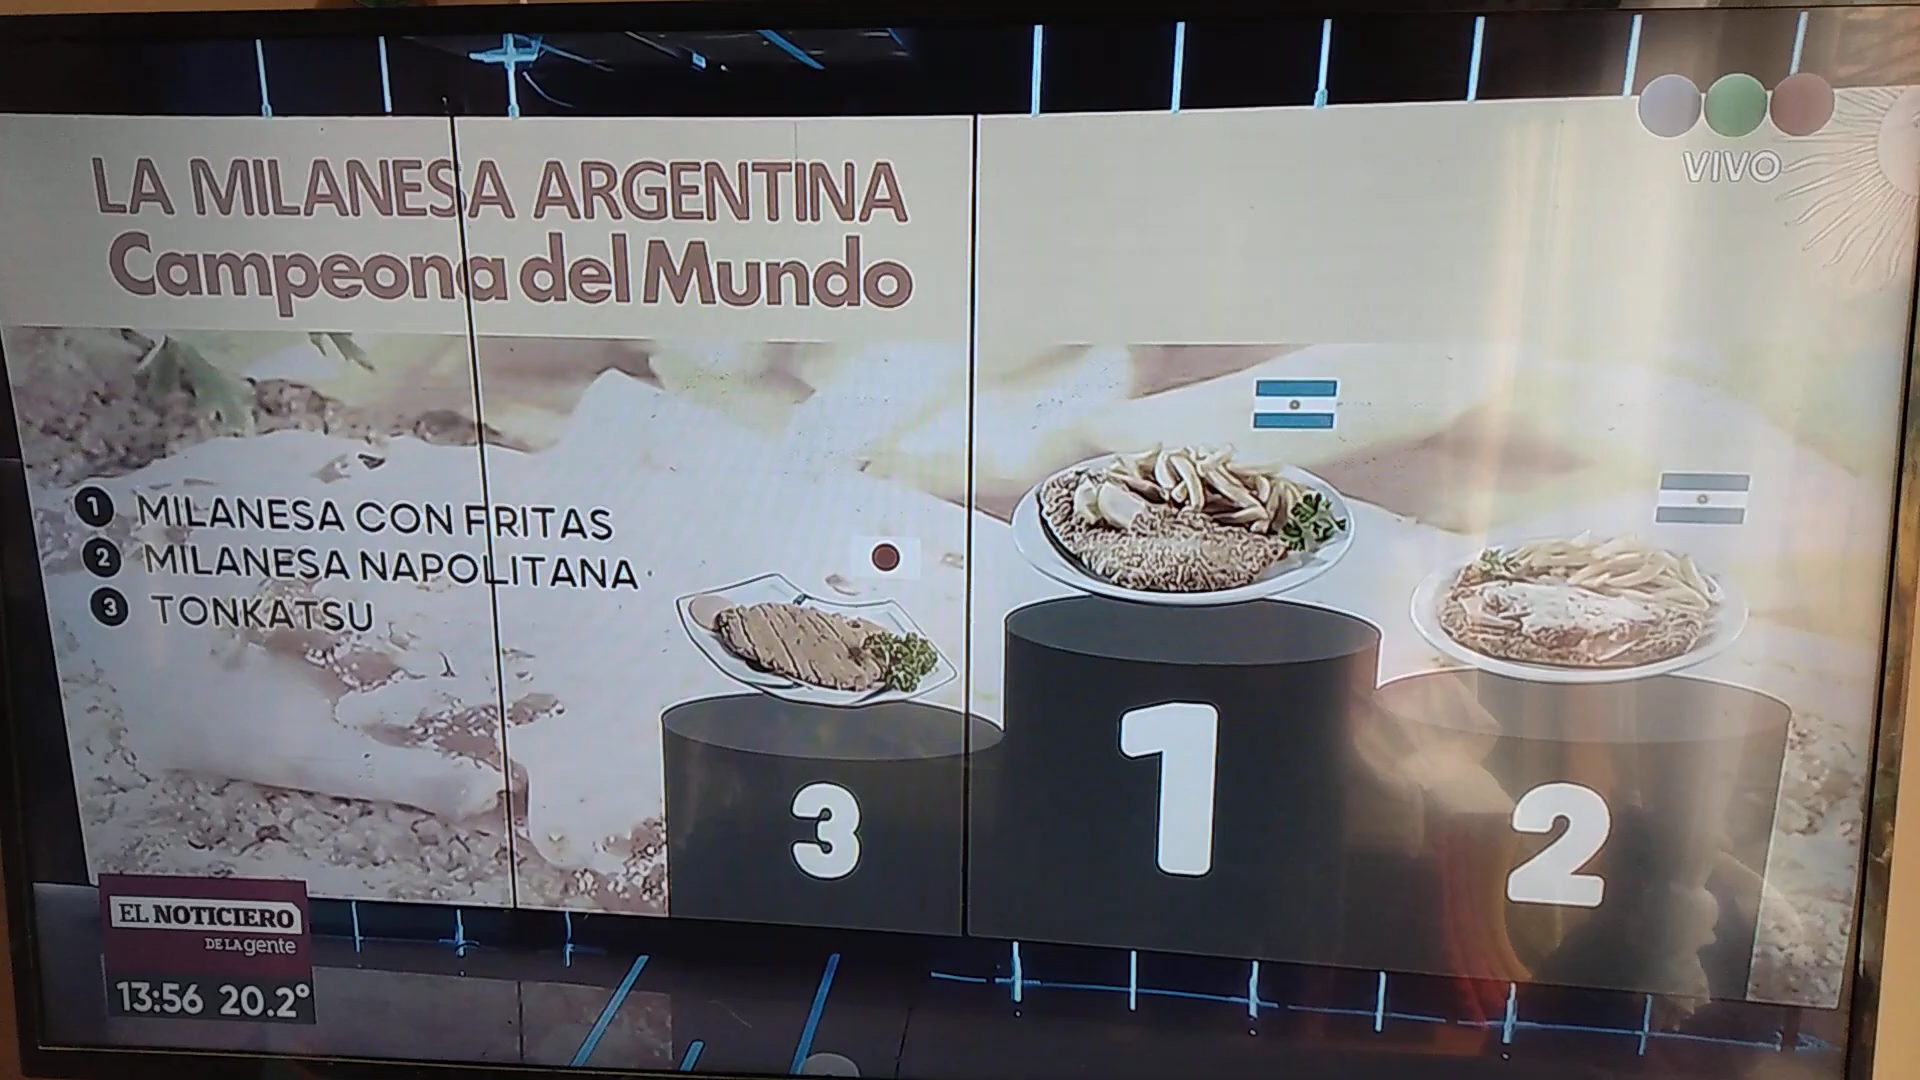 LA MILANESA ARGENTINA
Campeona del Mundo
VIVO
1 MILANESA CON FRITAS
2 MILANESA NAPOLITANA
3 TONKATSU
3
1
2
EL NOTICIERO
DE LA gente
13:56 20.2°